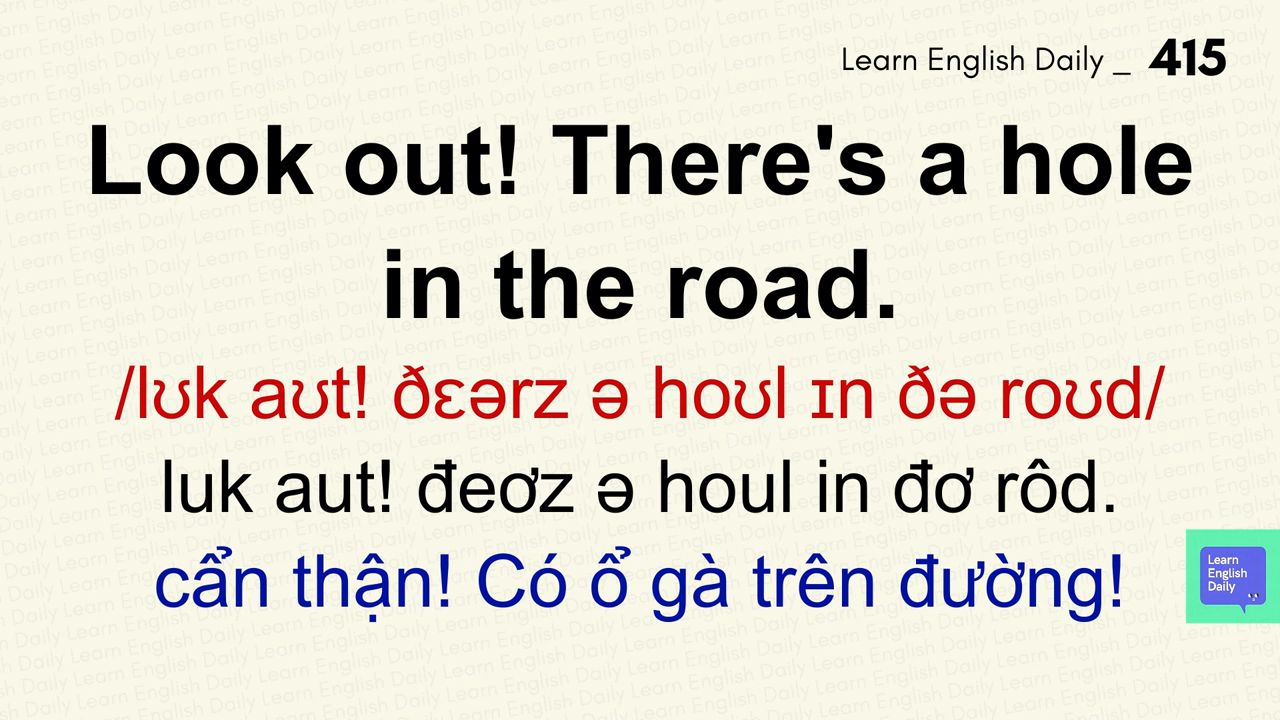 Learn English Daily _ 415
Look out! There's a hole
in the road.
/lʊk aʊt! ðɛərz ə hoʊl ɪn ðə roʊd/
luk aut! đeơz ə houl in đơ rôd.
cẩn thận! Có ổ gà trên đường!
Learn
English
Daily